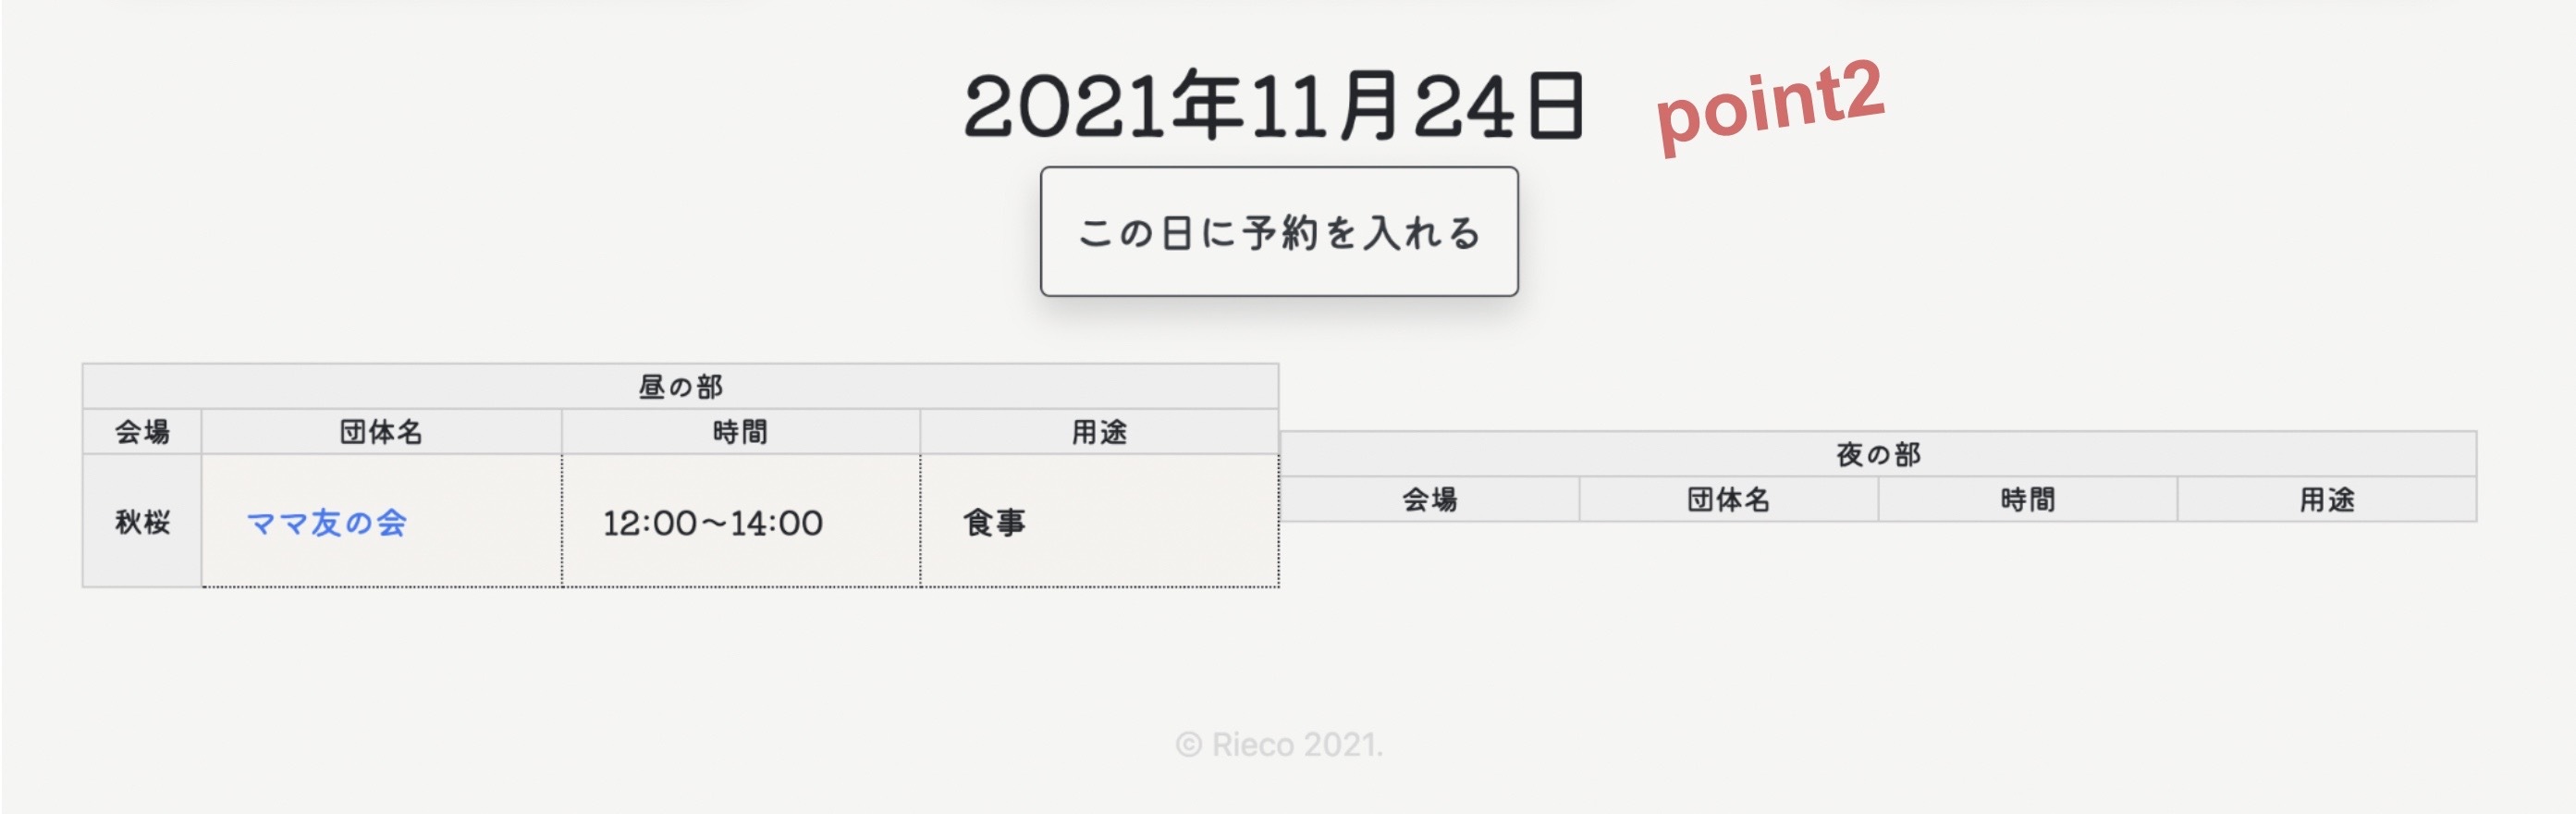 2021年11月24日
point2
この日に予約を入れる
昼の部
会場 団体名 時間 用途
秋桜 ママ友の会 12:00～14:00 食事
夜の部
会場 団体名 時間 用途
© Rieco 2021.